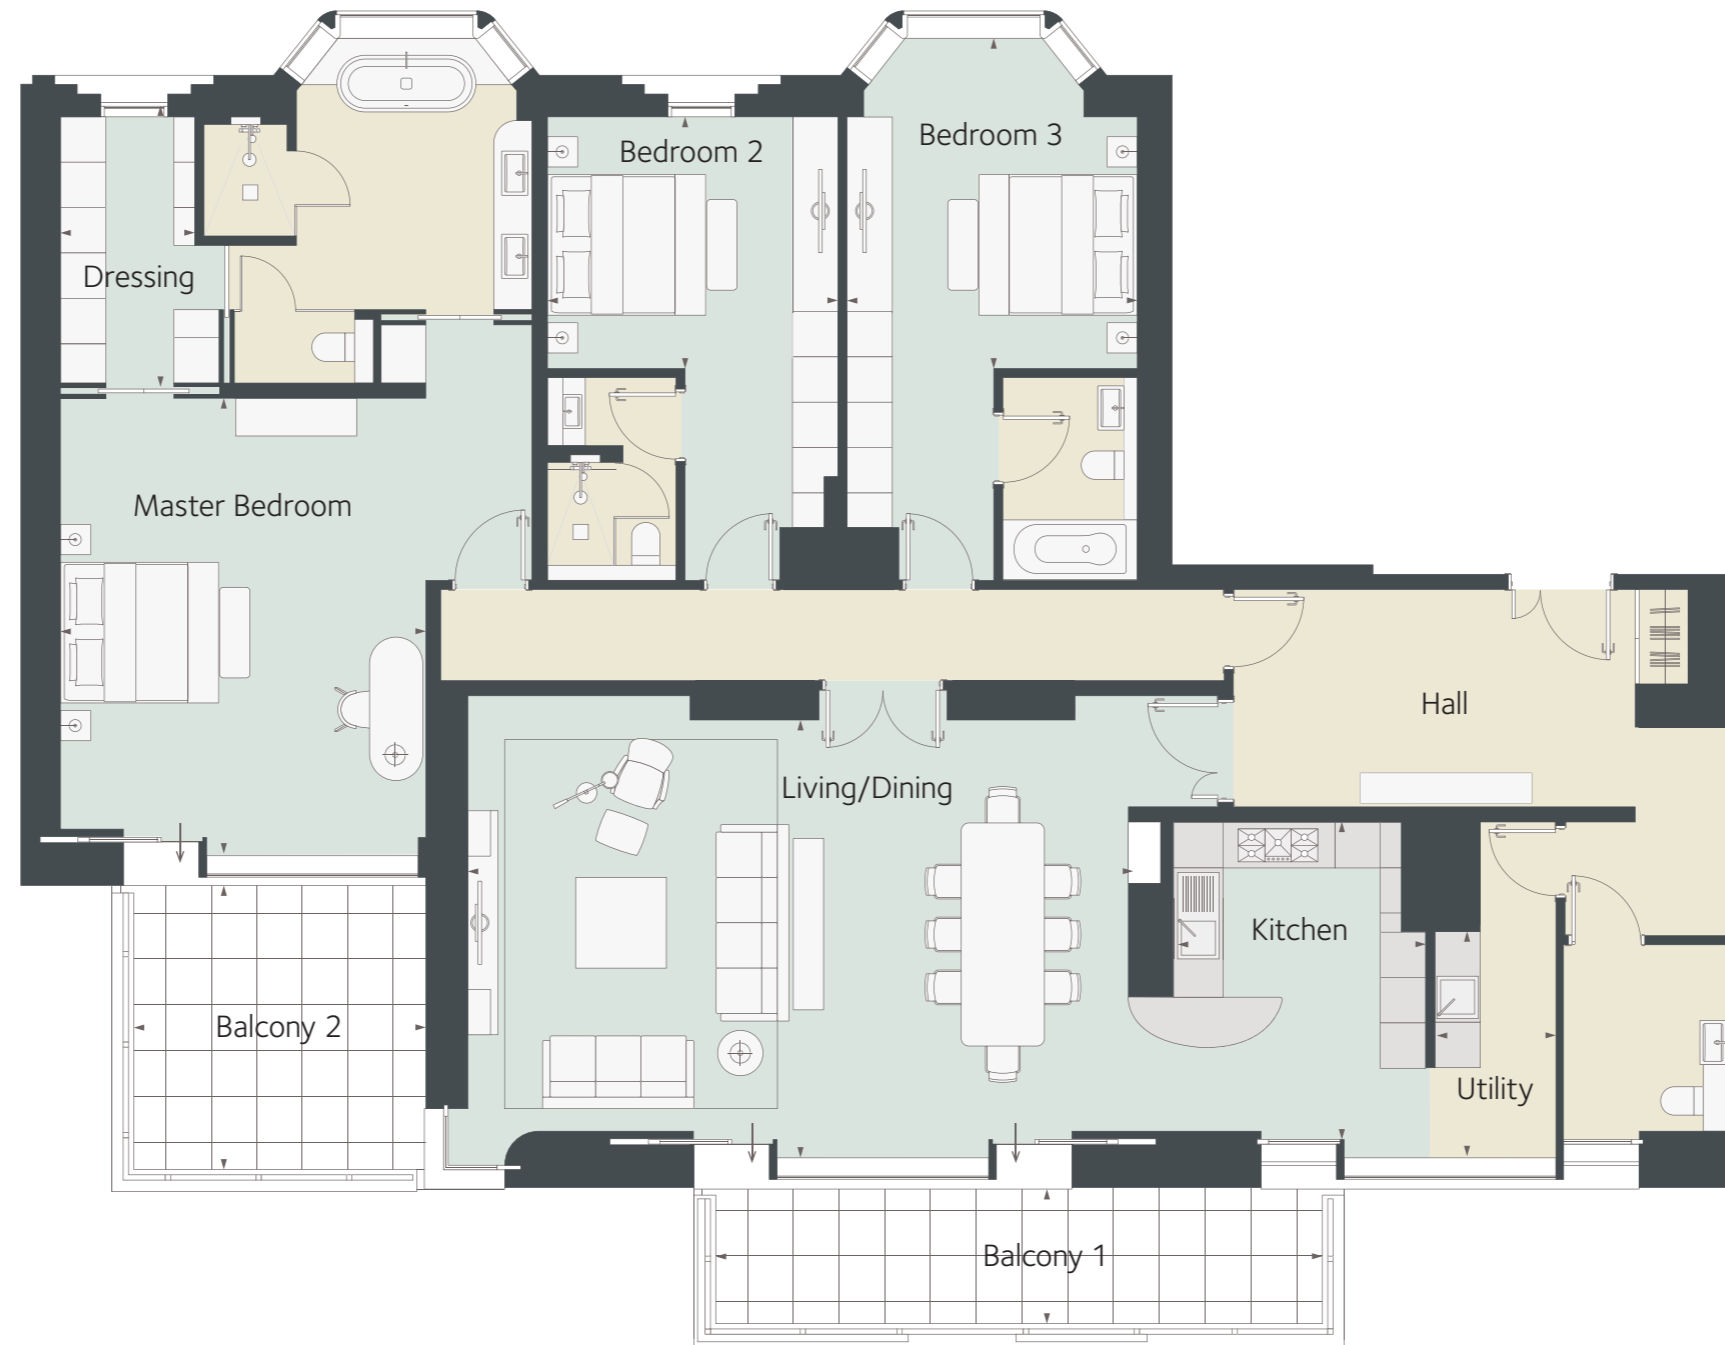 Bedroom 2
Bedroom 3
Dressing
Master Bedroom
Hall
Living/Dining
Kitchen
Balcony 2
Utility
Balcony 1